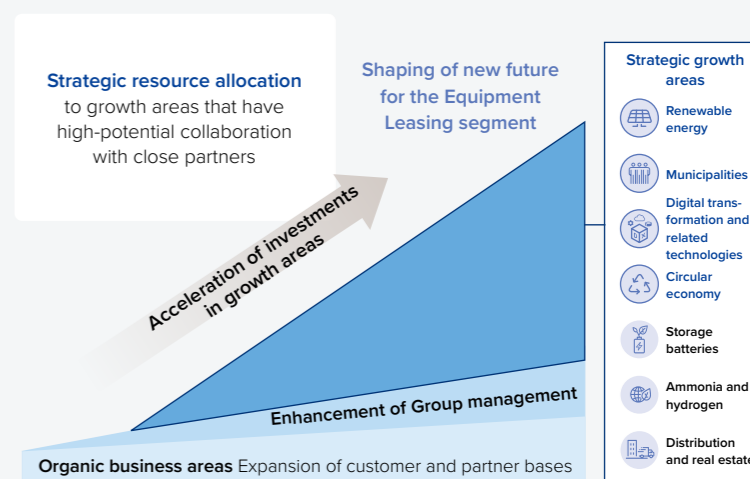 Strategic resource allocation
to growth areas that have
high-potential collaboration
with close partners
Shaping of new future
for the Equipment
Leasing segment
Acceleration of investments
in growth areas
Enhancement of Group management
Organic business areas Expansion of customer and partner bases
Strategic growth
areas
Renewable
energy
Municipalities
Digital trans-
formation and
related
technologies
Circular
economy
Storage
batteries
Ammonia and
hydrogen
Distribution
and real estate